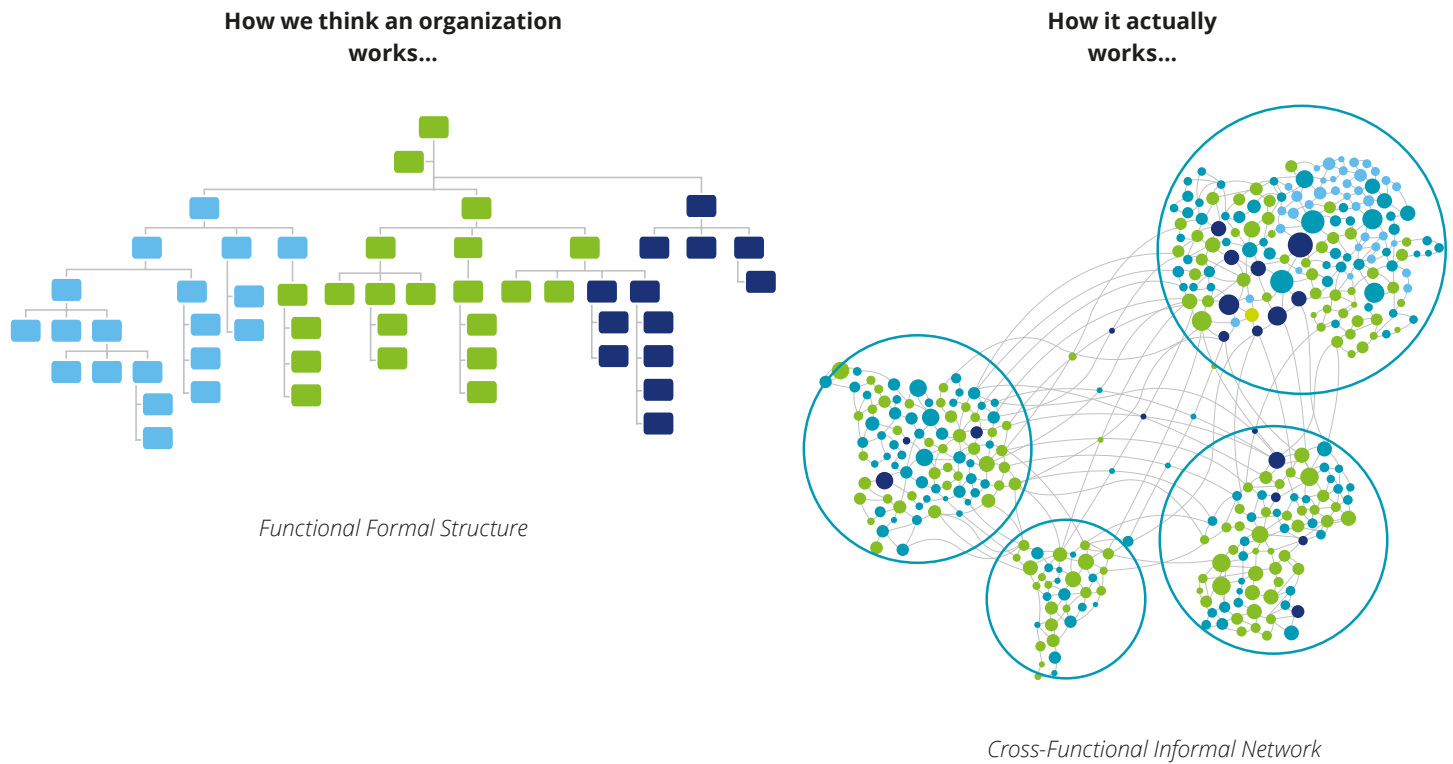 How we think an organization
works...
Functional Formal Structure
How it actually
works...
Cross-Functional Informal Network